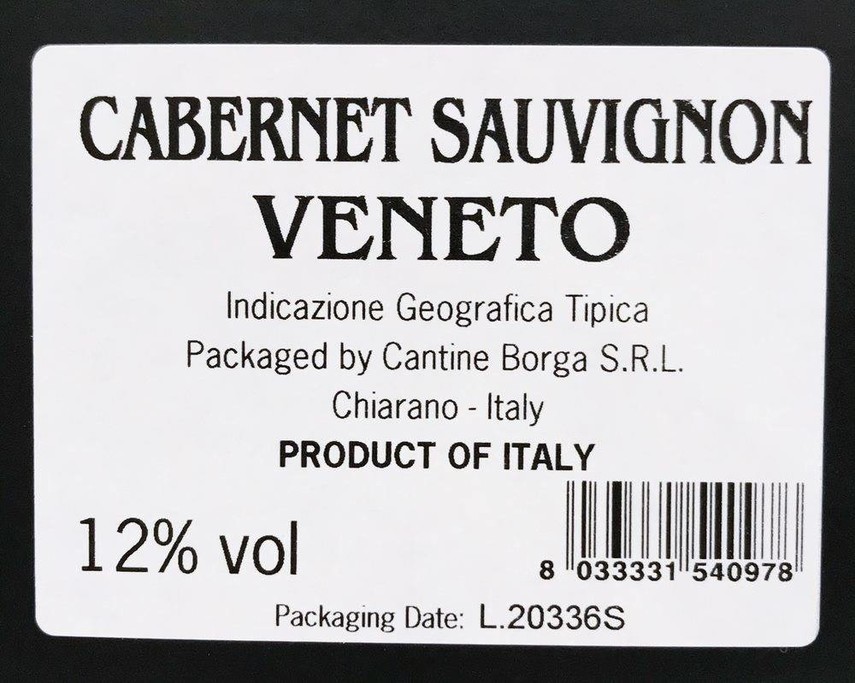 CABERNET SAUVIGNON
VENETO
Indicazione Geografica Tipica
Packaged by Cantine Borga S.R.L.
Chiarano - Italy
PRODUCT OF ITALY
12% vol
8 033331 540978
Packaging Date: L.20336S